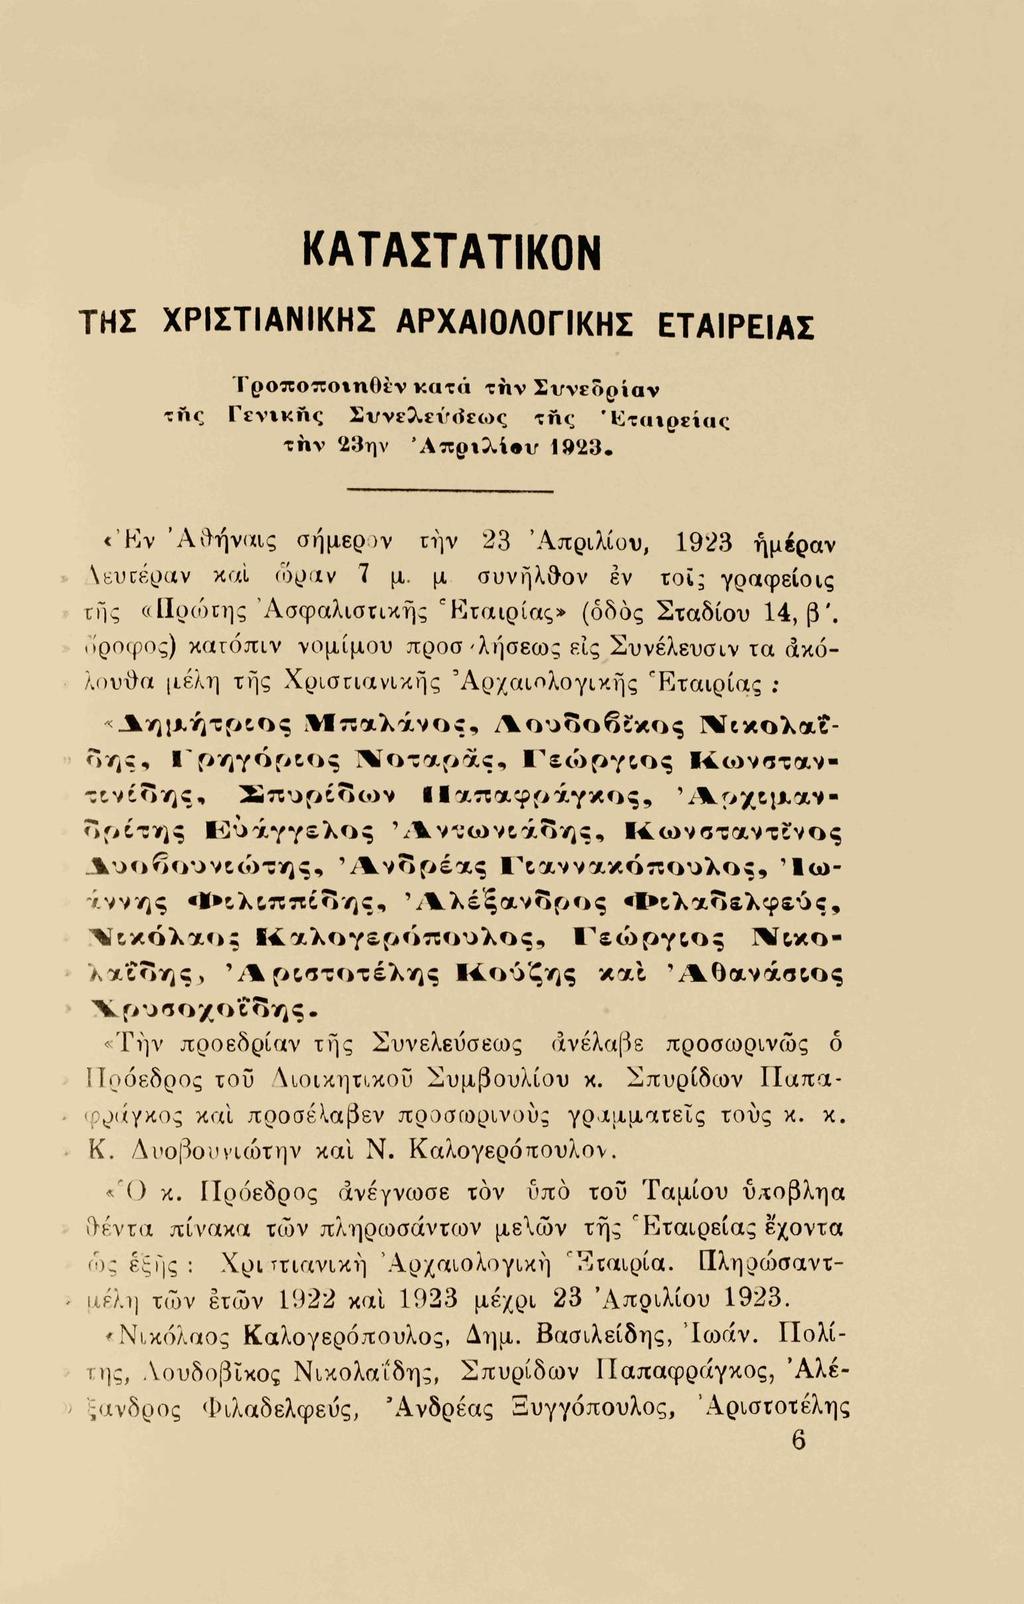 ΚΑΤΑΣΤΑΤΙΚΟΝ
ΤΗΣ ΧΡΙΣΤΙΑΝΙΚΗΣ ΑΡΧΑΙΟΛΟΓΙΚΗΣ ΕΤΑΙΡΕΙΑΣ
Τροποποιηθὲν κατὰ τὴν Συνεδρίαν
τῆς Γενικῆς Συνελεύσεως τῆς Ἑταιρείας
τὴν 23ην Ἀπριλίου 1923.
«Ἐν Ἀθήναις σήμερον τὴν 23 Ἀπριλίου, 1923 ἡμέραν
» Δευτέραν καὶ ὥραν 7 μ. μ συνῆλθον ἐν τοῖς γραφείοις
» τῆς «Πρώτης Ἀσφαλιστικῆς Ἑταιρίας» (ὁδὸς Σταδίου 14, β΄.
» ὄροφος) κατόπιν νομίμου προσκλήσεως εἰς Συνέλευσιν τα ἀκό-
» λουθα μέλη τῆς Χριστιανικῆς Ἀρχαιολογικῆς Ἑταιρίας :
«Δημήτριος Μπαλάνος, Λουδοβῖκος Νικολαΐ-
» δης, Γρηγόριος Νοταρᾶς, Γεώργιος Κωνσταν-
τινίδης, Σπυρίδων Παπαφράγκος, Ἀρχιμαν-
δρίτης Εὐάγγελος Ἀντωνιάδης, Κωνσταντῖνος
Δυοβουνιώτης, Ἀνδρέας Γιαννακόπουλος, Ἰω-
άννης Φιλιππίδης, Ἀλέξανδρος Φιλαδελφεύς,
Νικόλαος Καλογερόπουλος, Γεώργιος Νικο-
» λαΐδης, Ἀριστοτέλης Κούζης καὶ Ἀθανάσιος
» Χρυσοχοΐδης.
«Τὴν προεδρίαν τῆς Συνελεύσεως ἀνέλαβε προσωρινῶς ὁ
» Πρόεδρος τοῦ Διοικητικοῦ Συμβουλίου κ. Σπυρίδων Παπα-
» φράγκος καὶ προσέλαβεν προσωρινοὺς γραμματεῖς τοὺς κ. κ.
» Κ. Δυοβουνιώτην καὶ Ν. Καλογερόπουλον.
«Ὁ κ. Πρόεδρος ἀνέγνωσε τὸν ὑπὸ τοῦ Ταμίου ὑποβληα
» θέντα πίνακα τῶν πληρωσάντων μελῶν τῆς Ἑταιρείας ἔχοντα
» ὡς ἑξῆς : Χριστιανικὴ Ἀρχαιολογικὴ Ἑταιρία. Πληρώσαντ-
» μέλη τῶν ἐτῶν 1922 καὶ 1923 μέχρι 23 Ἀπριλίου 1923.
«Νικόλαος Καλογερόπουλος, Δημ. Βασιλείδης, Ἰωάν. Πολί-
» της, Λουδοβῖκος Νικολαΐδης, Σπυρίδων Παπαφράγκος, Ἀλέ-
» ξανδρος Φιλαδελφεύς, Ἀνδρέας Ξυγγόπουλος, Ἀριστοτέλης
6